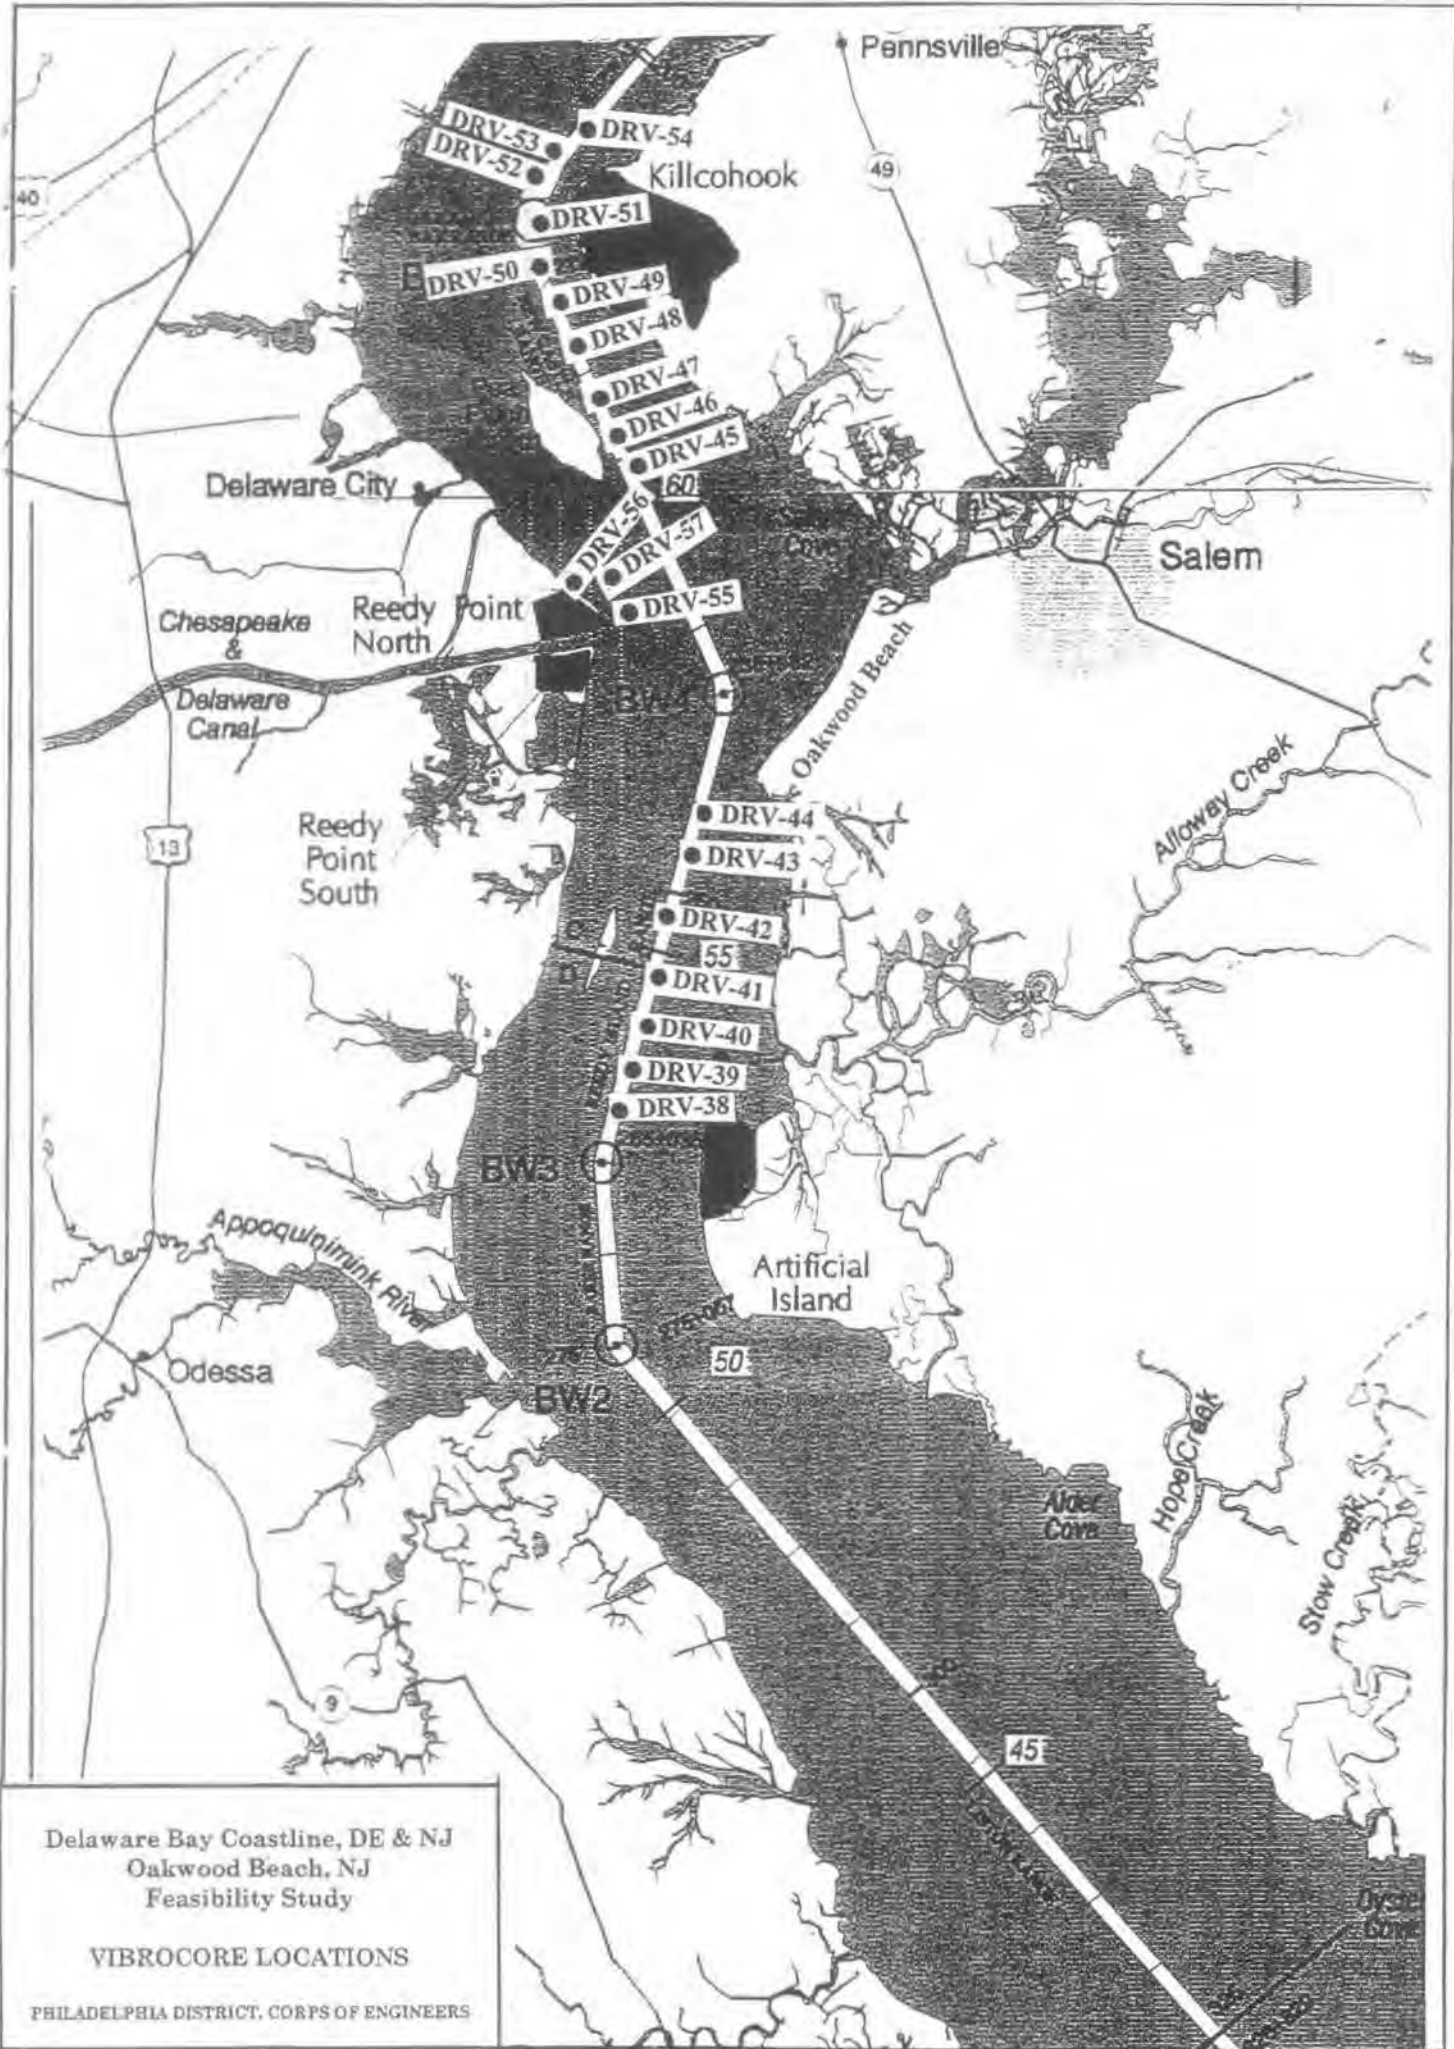 Pennsville
DRV-53
DRV-54
DRV-52
Killcohook
49
40
DRV-51
DRV-50
DRV-49
DRV-48
DRV-47
DRV-46
DRV-45
Delaware City
60
DRV-56
DRV-57
Cove
Salem
DRV-55
Reedy Point
North
Chesapeake
&
Delaware
Canal
BW4
Oakwood Beach
DRV-44
Alloway Creek
13
Reedy
Point
South
DRV-43
DRV-42
55
D
DRV-41
DRV-40
DRV-39
DRV-38
BW3
Appoquinimink River
Artificial
Island
50
Odessa
BW2
Alder
Cove
Hope Creek
Stow Creek
9
45
LISTON RANGE
Delaware Bay Coastline, DE & NJ
Oakwood Beach, NJ
Feasibility Study
VIBROCORE LOCATIONS
PHILADELPHIA DISTRICT, CORPS OF ENGINEERS